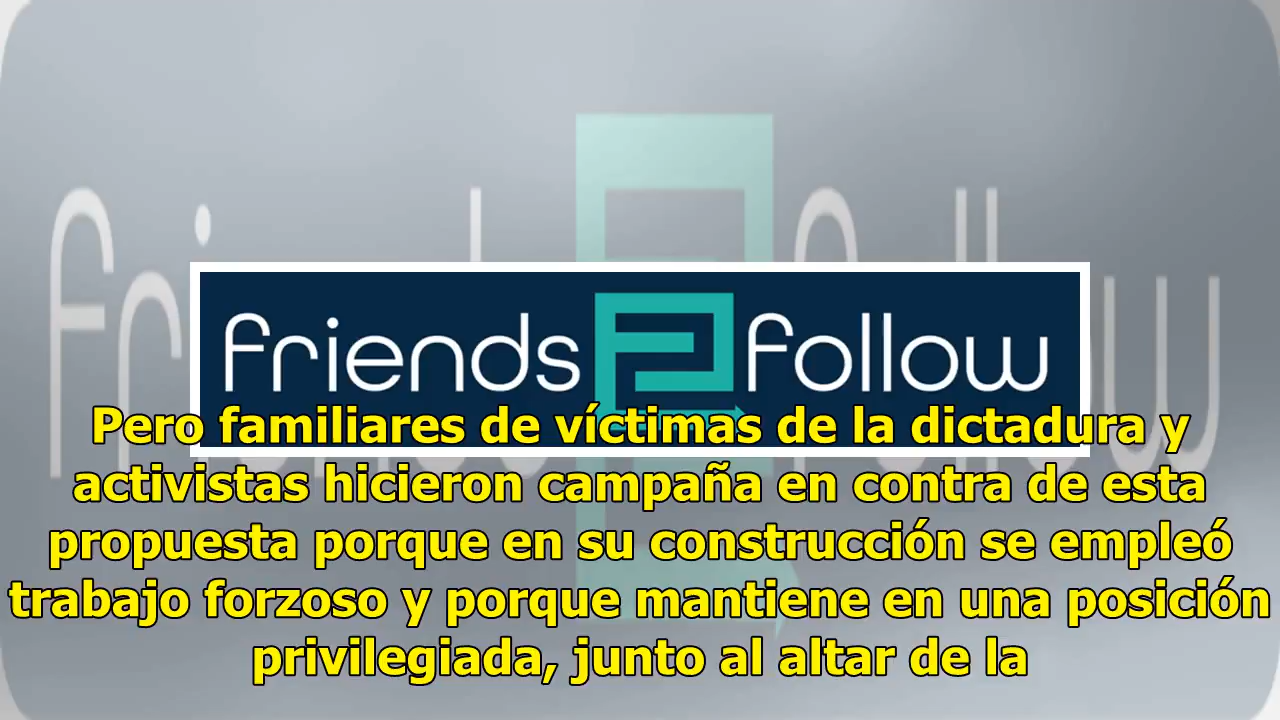 friends 2 follow
Pero familiares de víctimas de la dictadura y
activistas hicieron campaña en contra de esta
propuesta porque en su construcción se empleó
trabajo forzoso y porque mantiene en una posición
privilegiada, junto al altar de la